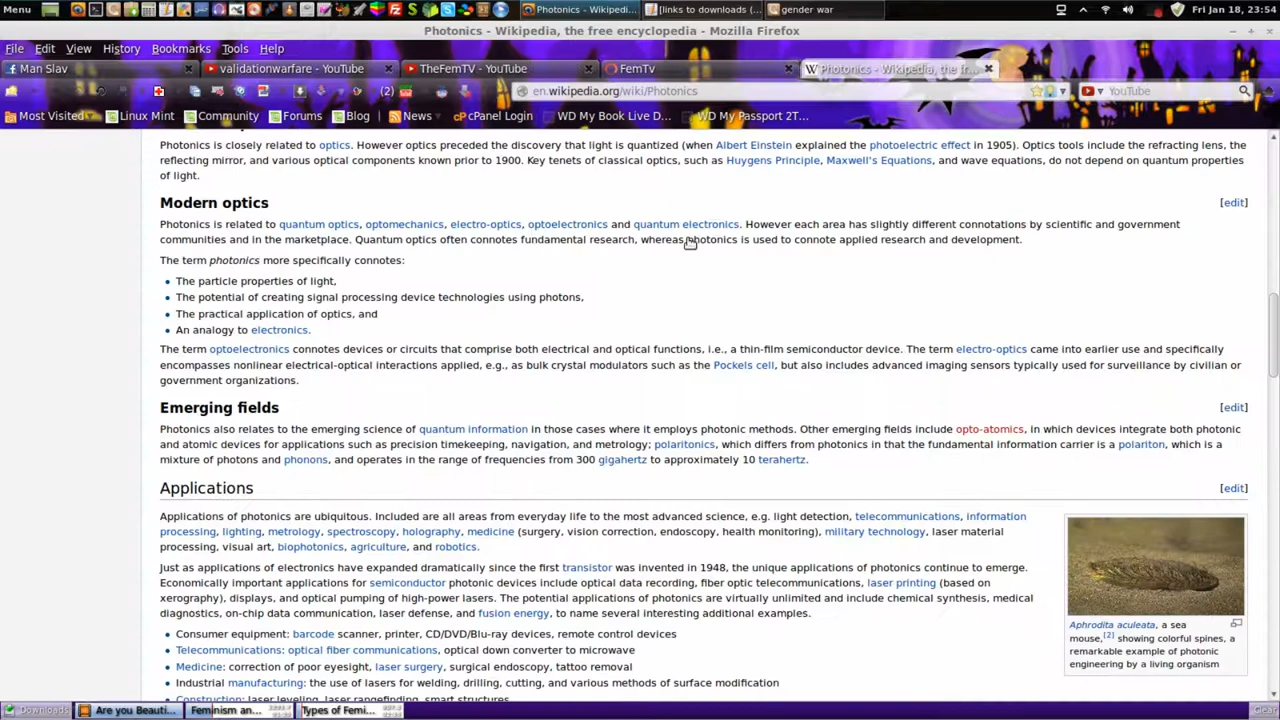 Menu
Photonics - Wikipedi...
[links to downloads (...
gender war
Fri Jan 18, 23:54
Photonics - Wikipedia, the free encyclopedia - Mozilla Firefox
File Edit View History Bookmarks Tools Help
Man Slav
validationwarfare - YouTube
TheFemTV - YouTube
FemTv
Photonics - Wikipedia, the fr...
(2)
en.wikipedia.org/wiki/Photonics
YouTube
Most Visited
Linux Mint
Community
Forums
Blog
News
cPanel Login
WD My Book Live D...
WD My Passport 2T...
Photonics is closely related to optics. However optics preceded the discovery that light is quantized (when Albert Einstein explained the photoelectric effect in 1905). Optics tools include the refracting lens, the
reflecting mirror, and various optical components known prior to 1900. Key tenets of classical optics, such as Huygens Principle, Maxwell's Equations, and wave equations, do not depend on quantum properties
of light.
Modern optics [edit]
Photonics is related to quantum optics, optomechanics, electro-optics, optoelectronics and quantum electronics. However each area has slightly different connotations by scientific and government
communities and in the marketplace. Quantum optics often connotes fundamental research, whereas photonics is used to connote applied research and development.
The term photonics more specifically connotes:
The particle properties of light,
The potential of creating signal processing device technologies using photons,
The practical application of optics, and
An analogy to electronics.
The term optoelectronics connotes devices or circuits that comprise both electrical and optical functions, i.e., a thin-film semiconductor device. The term electro-optics came into earlier use and specifically
encompasses nonlinear electrical-optical interactions applied, e.g., as bulk crystal modulators such as the Pockels cell, but also includes advanced imaging sensors typically used for surveillance by civilian or
government organizations.
Emerging fields [edit]
Photonics also relates to the emerging science of quantum information in those cases where it employs photonic methods. Other emerging fields include opto-atomics, in which devices integrate both photonic
and atomic devices for applications such as precision timekeeping, navigation, and metrology; polaritonics, which differs from photonics in that the fundamental information carrier is a polariton, which is a
mixture of photons and phonons, and operates in the range of frequencies from 300 gigahertz to approximately 10 terahertz.
Applications [edit]
Applications of photonics are ubiquitous. Included are all areas from everyday life to the most advanced science, e.g. light detection, telecommunications, information
processing, lighting, metrology, spectroscopy, holography, medicine (surgery, vision correction, endoscopy, health monitoring), military technology, laser material
processing, visual art, biophotonics, agriculture, and robotics.
Just as applications of electronics have expanded dramatically since the first transistor was invented in 1948, the unique applications of photonics continue to emerge.
Economically important applications for semiconductor photonic devices include optical data recording, fiber optic telecommunications, laser printing (based on
xerography), displays, and optical pumping of high-power lasers. The potential applications of photonics are virtually unlimited and include chemical synthesis, medical
diagnostics, on-chip data communication, laser defense, and fusion energy, to name several interesting additional examples.
Consumer equipment: barcode scanner, printer, CD/DVD/Blu-ray devices, remote control devices
Telecommunications: optical fiber communications, optical down converter to microwave
Medicine: correction of poor eyesight, laser surgery, surgical endoscopy, tattoo removal
Industrial manufacturing: the use of lasers for welding, drilling, cutting, and various methods of surface modification
Construction: laser leveling, laser rangefinding, smart structures
Aphrodita aculeata, a sea
mouse,[2] showing colorful spines, a
remarkable example of photonic
engineering by a living organism
Downloads
Are you Beauti...
Feminism an...
Types of Femi...
Clear